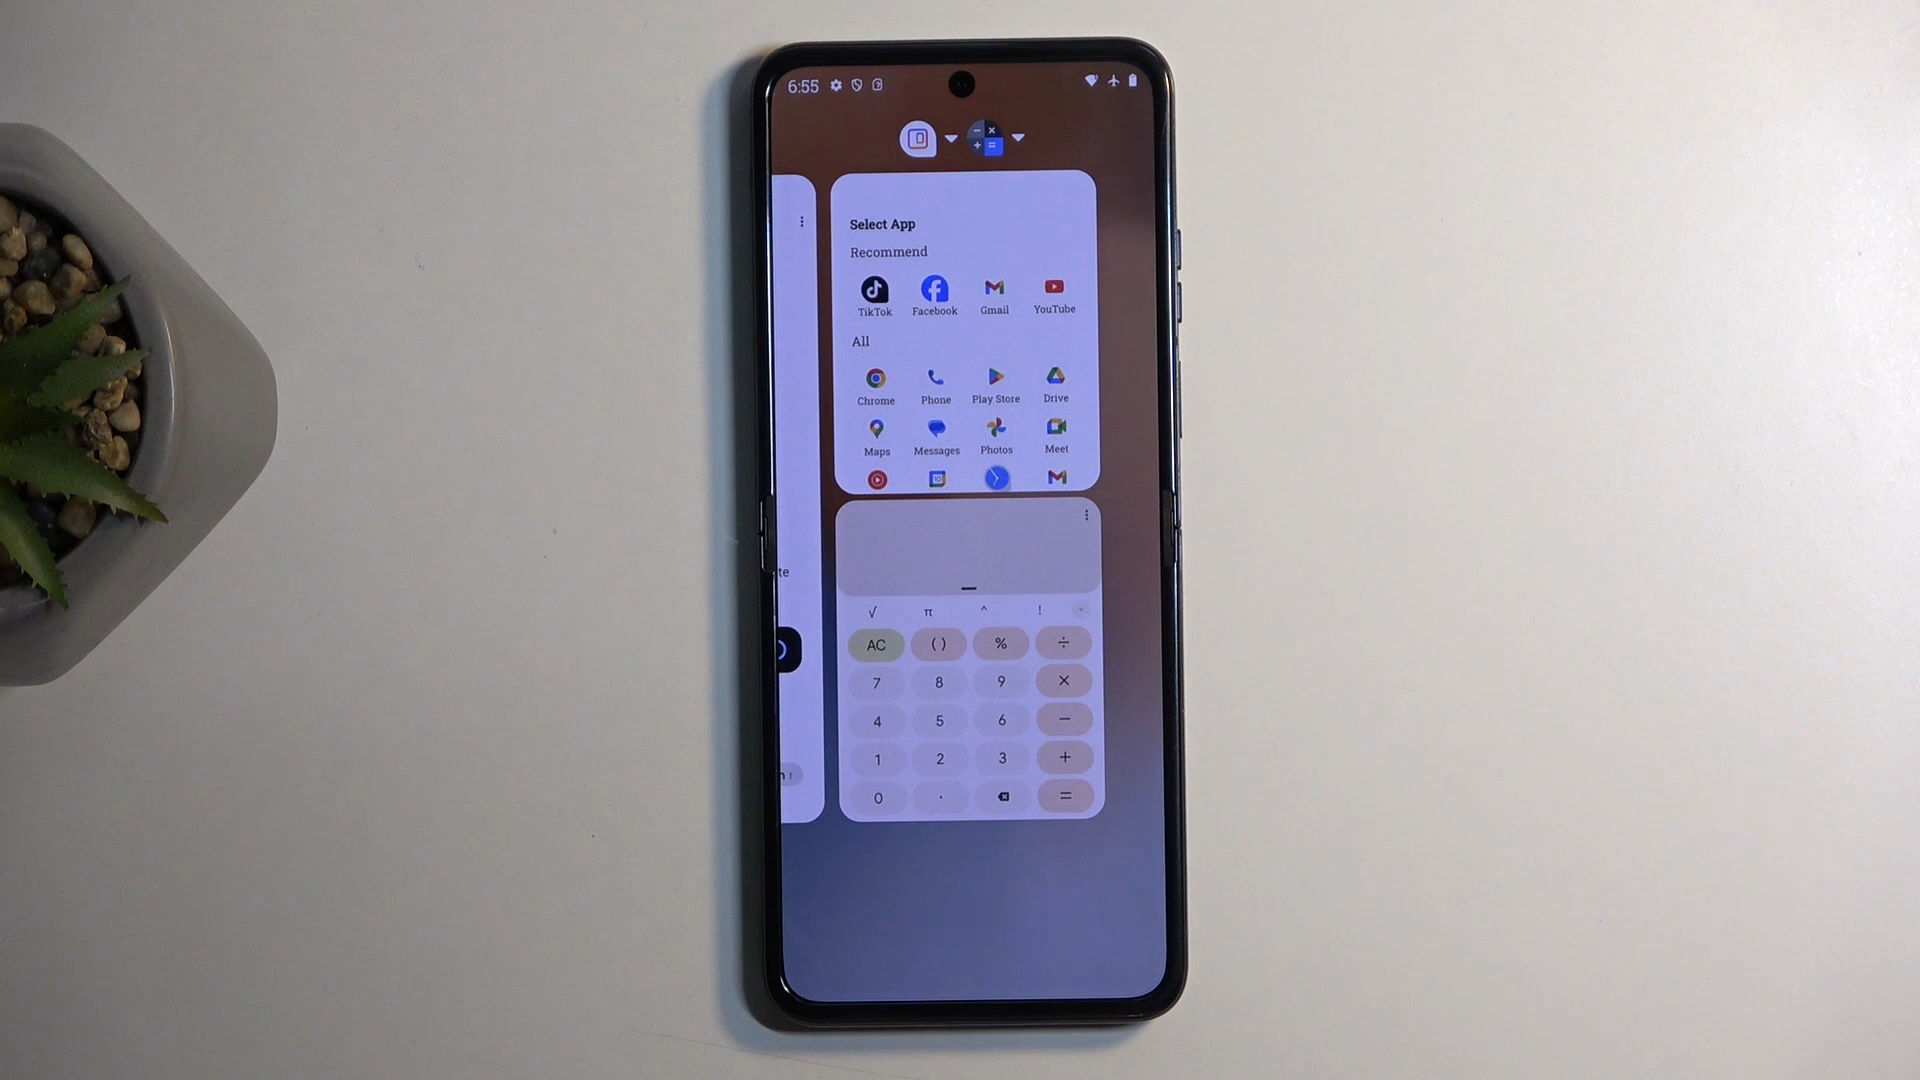 6:55
Select App
Recommend
TikTok Facebook Gmail YouTube
All
Chrome Phone Play Store Drive
Maps Messages Photos Meet
te
√ π ^ !
AC ( ) % ÷
7 8 9 ×
4 5 6 −
1 2 3 +
0 . =